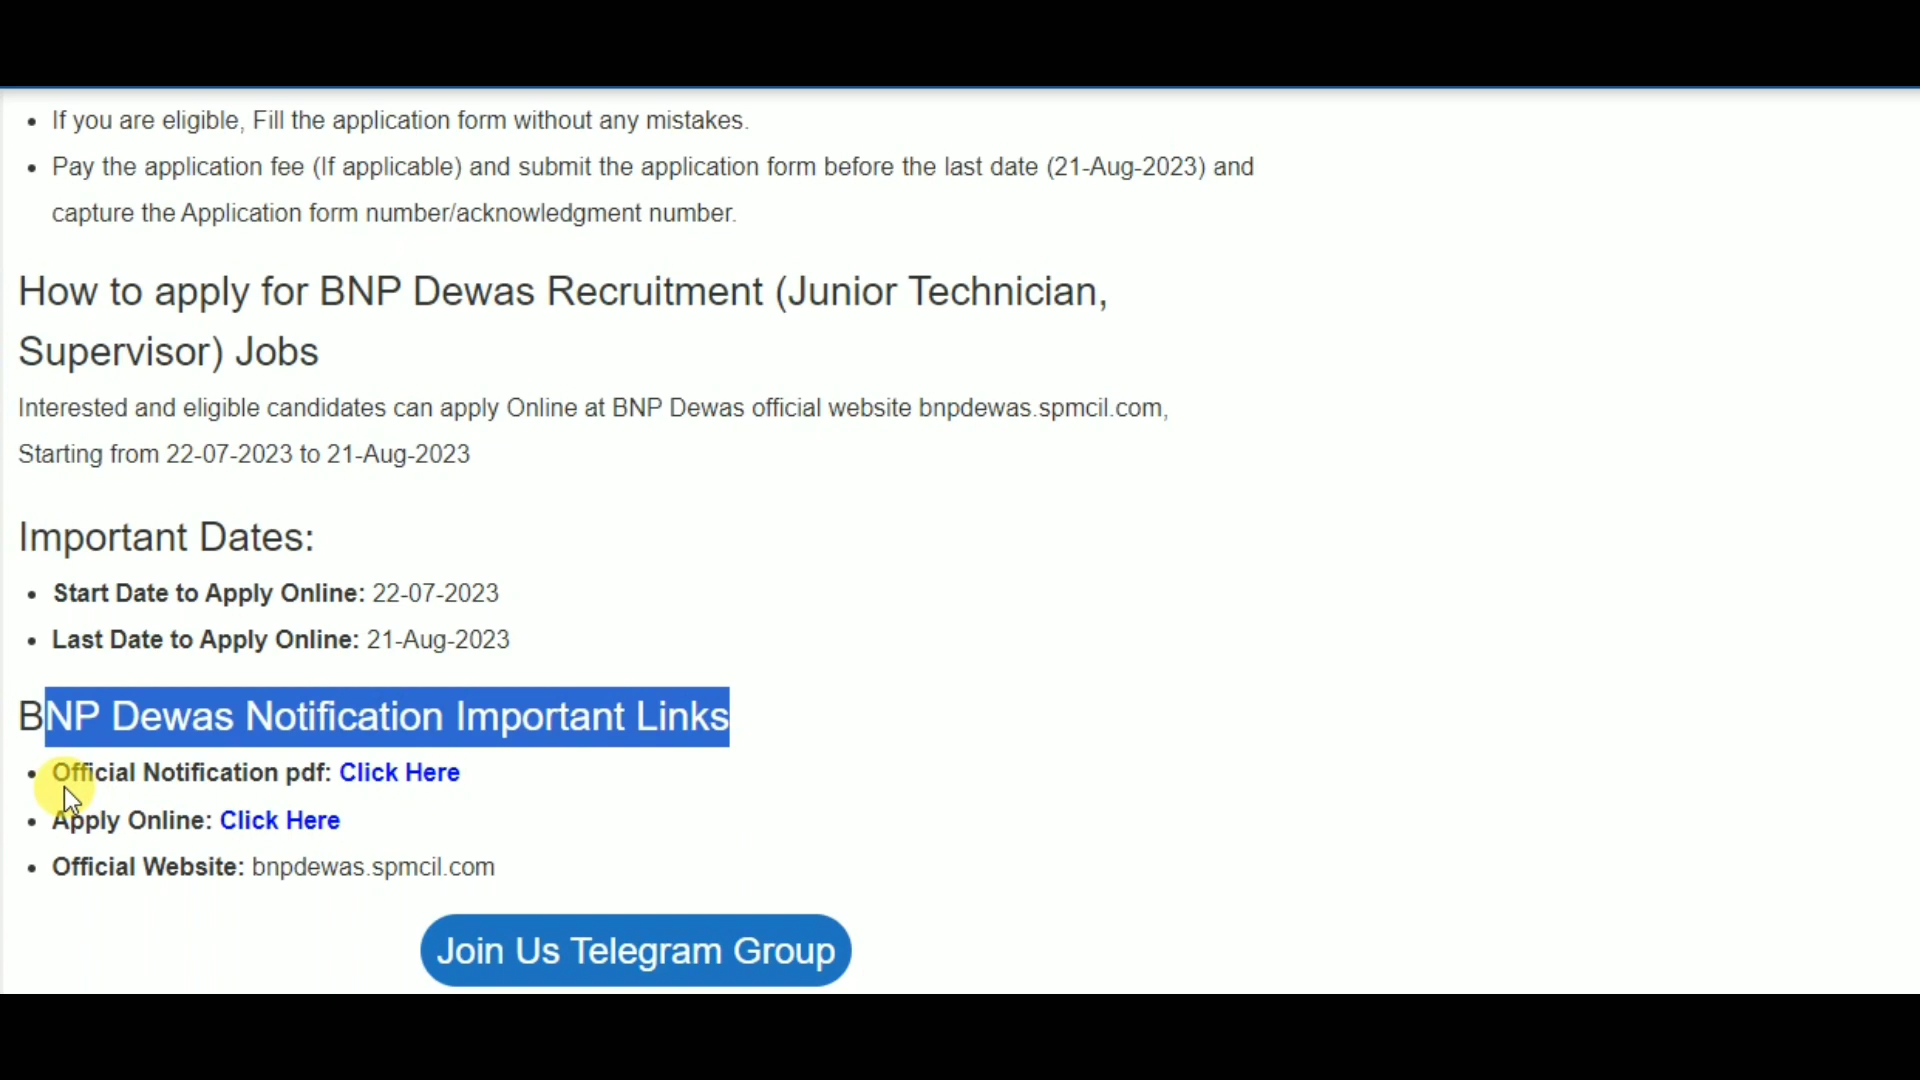 If you are eligible, Fill the application form without any mistakes.
Pay the application fee (If applicable) and submit the application form before the last date (21-Aug-2023) and
capture the Application form number/acknowledgment number.
How to apply for BNP Dewas Recruitment (Junior Technician,
Supervisor) Jobs
Interested and eligible candidates can apply Online at BNP Dewas official website bnpdewas.spmcil.com,
Starting from 22-07-2023 to 21-Aug-2023
Important Dates:
Start Date to Apply Online: 22-07-2023
Last Date to Apply Online: 21-Aug-2023
BNP Dewas Notification Important Links
Official Notification pdf: Click Here
Apply Online: Click Here
Official Website: bnpdewas.spmcil.com
Join Us Telegram Group